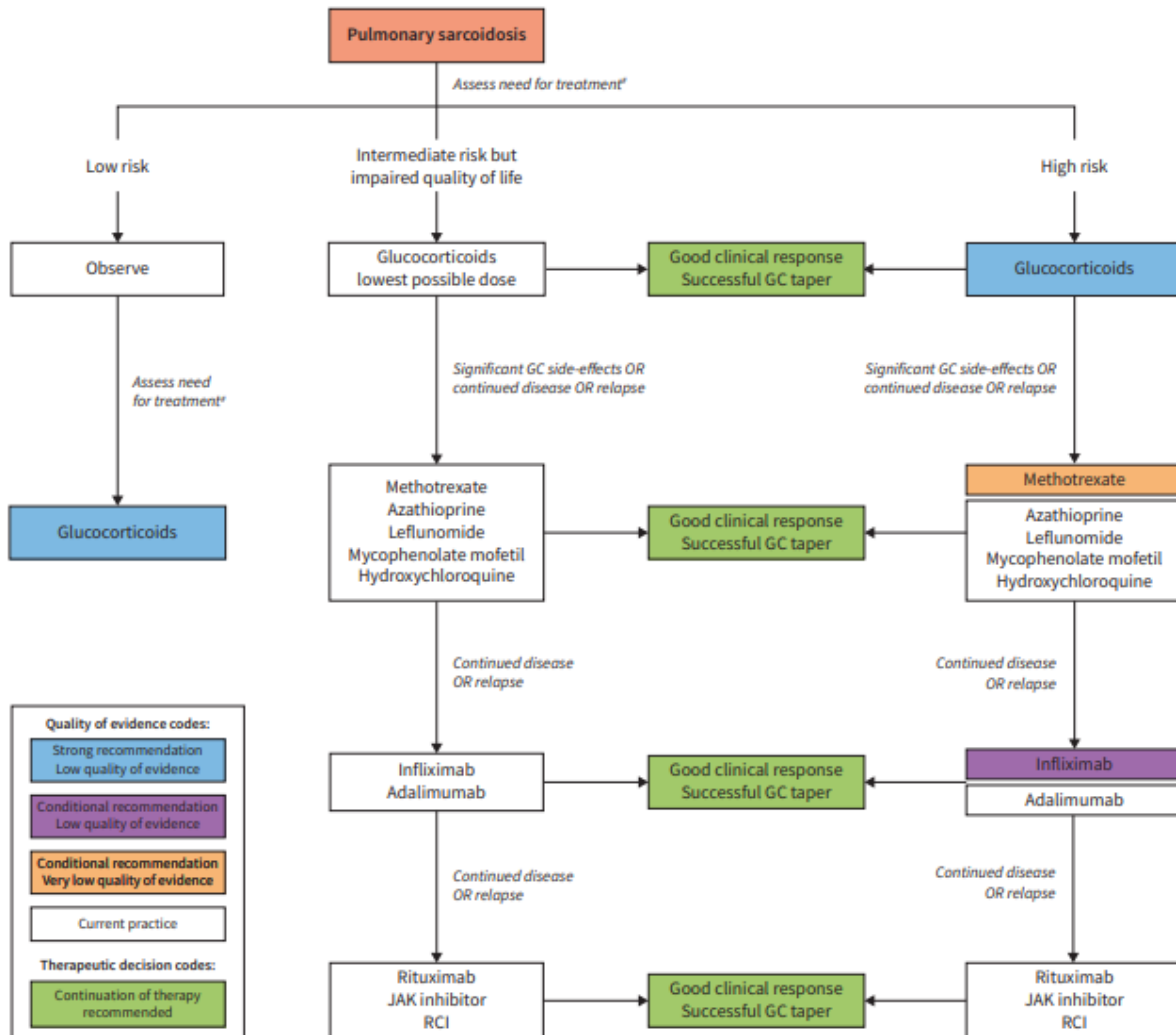 Pulmonary sarcoidosis
Assess need for treatment#
Low risk
Intermediate risk but
impaired quality of life
High risk
Observe
Glucocorticoids
lowest possible dose
Good clinical response
Successful GC taper
Glucocorticoids
Assess need
for treatment#
Significant GC side-effects OR
continued disease OR relapse
Significant GC side-effects OR
continued disease OR relapse
Glucocorticoids
Methotrexate
Azathioprine
Leflunomide
Mycophenolate mofetil
Hydroxychloroquine
Good clinical response
Successful GC taper
Methotrexate
Azathioprine
Leflunomide
Mycophenolate mofetil
Hydroxychloroquine
Continued disease
OR relapse
Continued disease
OR relapse
Infliximab
Adalimumab
Good clinical response
Successful GC taper
Infliximab
Adalimumab
Continued disease
OR relapse
Continued disease
OR relapse
Rituximab
JAK inhibitor
RCI
Good clinical response
Successful GC taper
Rituximab
JAK inhibitor
RCI
Quality of evidence codes:
Strong recommendation
Low quality of evidence
Conditional recommendation
Low quality of evidence
Conditional recommendation
Very low quality of evidence
Current practice
Therapeutic decision codes:
Continuation of therapy
recommended